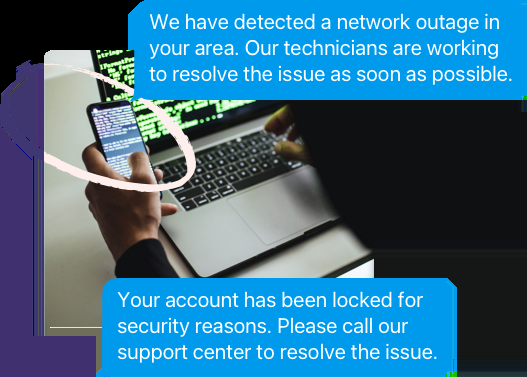 We have detected a network outage in
your area. Our technicians are working
to resolve the issue as soon as possible.
Your account has been locked for
security reasons. Please call our
support center to resolve the issue.